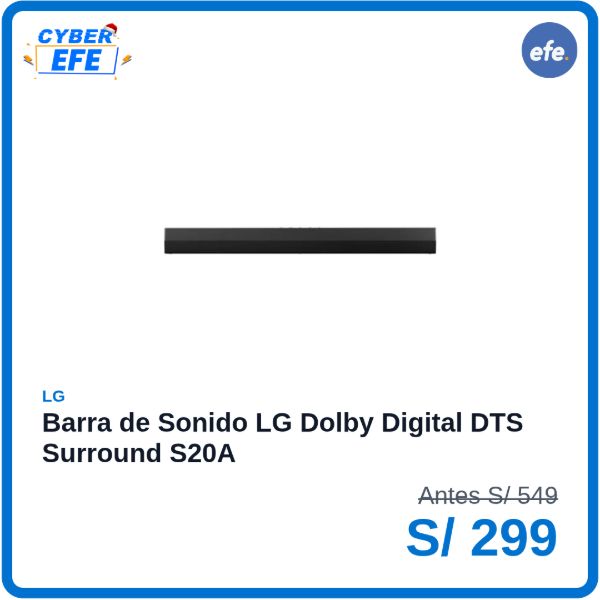 CYBER
EFE
efe.
LG
Barra de Sonido LG Dolby Digital DTS
Surround S20A
Antes S/ 549
S/ 299